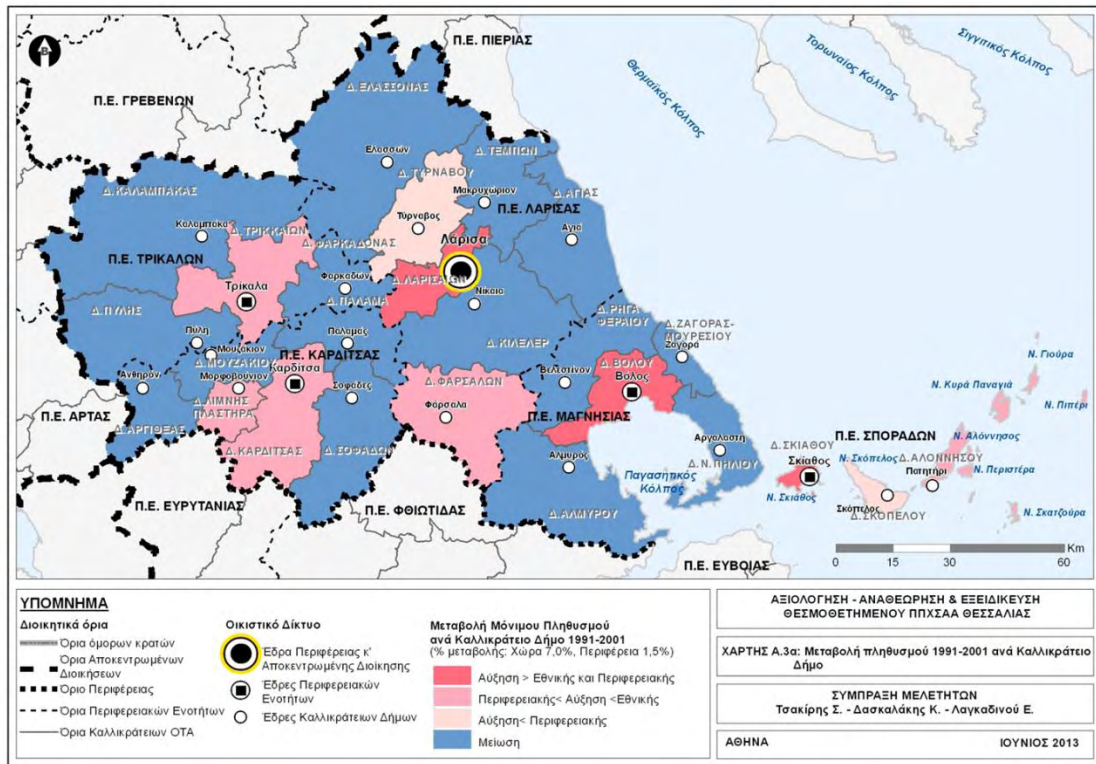 Π.Ε. ΠΙΕΡΙΑΣ
Σιγγιτικός Κόλπος
Τορωναίος Κόλπος
Θερμαϊκός Κόλπος
Β
Π.Ε. ΓΡΕΒΕΝΩΝ
Δ.ΕΛΑΣΣΟΝΑΣ
Ελασσών
Δ.ΤΕΜΠΩΝ
Δ.ΤΥΡΝΑΒΟΥ
Μακρυχώριον
Δ.ΚΑΛΑΜΠΑΚΑΣ
Δ.ΑΓΙΑΣ
Π.Ε. ΛΑΡΙΣΑΣ
Καλαμπάκα
Δ.ΤΡΙΚΚΑΙΩΝ
Τύρναβος
Αγιά
Δ.ΦΑΡΚΑΔΟΝΑΣ
Λάρισα
Π.Ε. ΤΡΙΚΑΛΩΝ
Φαρκαδών
Δ.ΛΑΡΙΣΑΙΩΝ
Τρίκαλα
Νίκαια
Δ.ΠΑΛΑΜΑ
Δ.ΠΥΛΗΣ
Δ.ΡΗΓΑ
ΦΕΡΑΙΟΥ
Δ.ΖΑΓΟΡΑΣ-
ΜΟΥΡΕΣΙΟΥ
Πύλη
Παλαμάς
Δ.ΚΙΛΕΛΕΡ
Ζαγορά
Μουζάκιον
Π.Ε. ΚΑΡΔΙΤΣΑΣ
Δ.ΜΟΥΖΑΚΙΟΥ
Δ.ΒΟΛΟΥ
Ν. Γιούρα
Ανθηρόν
Μορφοβούνιον
Καρδίτσα
Βελεστίνον
Βόλος
Δ.ΦΑΡΣΑΛΩΝ
Ν. Κυρά Παναγιά
Δ.ΛΙΜΝΗΣ
ΠΛΑΣΤΗΡΑ
Σοφάδες
Ν. Πιπέρι
Π.Ε. ΑΡΤΑΣ
Φάρσαλα
Π.Ε. ΜΑΓΝΗΣΙΑΣ
Δ.ΑΡΓΙΘΕΑΣ
Π.Ε. ΣΠΟΡΑΔΩΝ
Ν. Αλόννησος
Αργαλαστή
Δ.ΣΚΙΑΘΟΥ
Δ.ΚΑΡΔΙΤΣΑΣ
Δ.ΣΟΦΑΔΩΝ
Αλμυρός
Δ.Ν.ΠΗΛΙΟΥ
Σκίαθος
Ν. Σκόπελος
Δ.ΑΛΟΝΝΗΣΟΥ
Πατητήρι
Ν. Περιστέρα
Παγασητικός
Κόλπος
Ν. Σκιάθος
Π.Ε. ΕΥΡΥΤΑΝΙΑΣ
Π.Ε. ΦΘΙΩΤΙΔΑΣ
Σκόπελος
Δ.ΣΚΟΠΕΛΟΥ
Ν. Σκατζούρα
Δ.ΑΛΜΥΡΟΥ
Π.Ε. ΕΥΒΟΙΑΣ
Km
0 15 30 60
ΥΠΟΜΝΗΜΑ
Διοικητικά όρια
Όρια όμορων κρατών
Όρια Αποκεντρωμένων
Διοικήσεων
Όριο Περιφέρειας
Όρια Περιφερειακών Ενοτήτων
Όρια Καλλικράτειων ΟΤΑ
Οικιστικό Δίκτυο
Έδρα Περιφέρειας κ'
Αποκεντρωμένης Διοίκησης
Έδρες Περιφερειακών
Ενοτήτων
Έδρες Καλλικράτειων Δήμων
Μεταβολή Μόνιμου Πληθυσμού
ανά Καλλικράτειο Δήμο 1991-2001
(% μεταβολής: Χώρα 7,0%, Περιφέρεια 1,5%)
Αύξηση > Εθνικής και Περιφερειακής
Περιφερειακής< Αύξηση <Εθνικής
Αύξηση< Περιφερειακής
Μείωση
ΑΞΙΟΛΟΓΗΣΗ - ΑΝΑΘΕΩΡΗΣΗ & ΕΞΕΙΔΙΚΕΥΣΗ
ΘΕΣΜΟΘΕΤΗΜΕΝΟΥ ΠΠΧΣΑΑ ΘΕΣΣΑΛΙΑΣ
ΧΑΡΤΗΣ Α.3α: Μεταβολή πληθυσμού 1991-2001 ανά Καλλικράτειο
Δήμο
ΣΥΜΠΡΑΞΗ ΜΕΛΕΤΗΤΩΝ
Τσακίρης Σ. - Δασκαλάκης Κ. - Λαγκαδινού Ε.
ΑΘΗΝΑ ΙΟΥΝΙΟΣ 2013